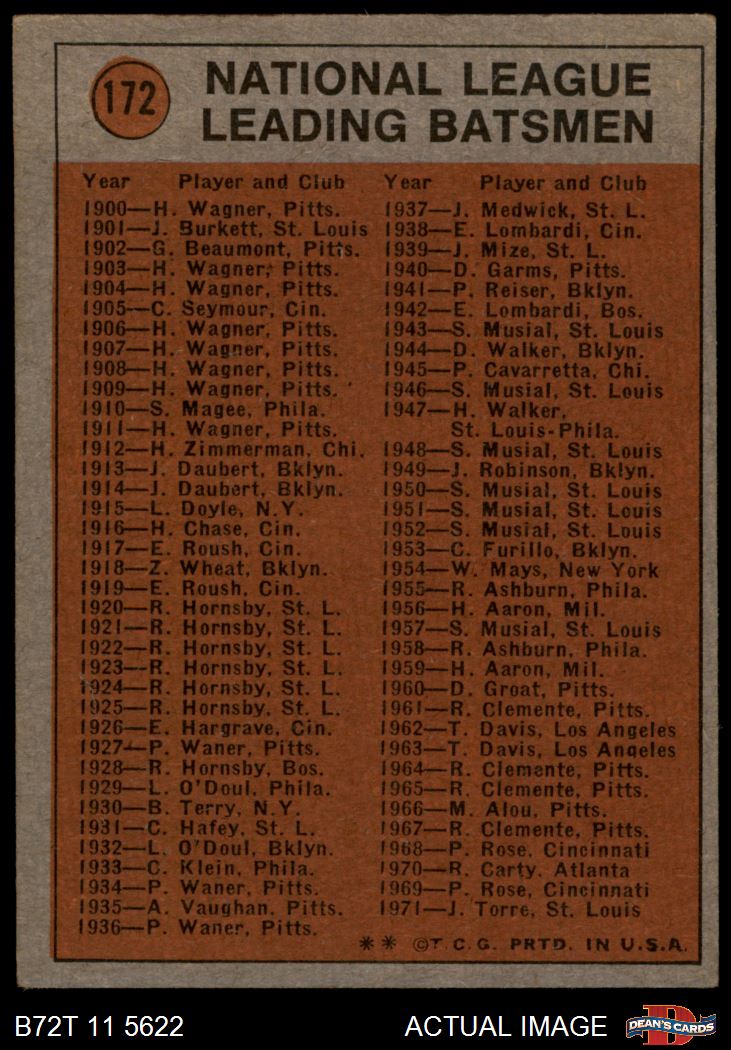 172
NATIONAL LEAGUE
LEADING BATSMEN
Year Player and Club
1900—H. Wagner, Pitts.
1901—J. Burkett, St. Louis
1902—G. Beaumont, Pitts.
1903—H. Wagner, Pitts.
1904—H. Wagner, Pitts.
1905—C. Seymour, Cin.
1906—H. Wagner, Pitts.
1907—H. Wagner, Pitts.
1908—H. Wagner, Pitts.
1909—H. Wagner, Pitts.
1910—S. Magee, Phila.
1911—H. Wagner, Pitts.
1912—H. Zimmerman, Chi.
1913—J. Daubert, Bklyn.
1914—J. Daubert, Bklyn.
1915—L. Doyle, N.Y.
1916—H. Chase, Cin.
1917—E. Roush, Cin.
1918—Z. Wheat, Bklyn.
1919—E. Roush, Cin.
1920—R. Hornsby, St. L.
1921—R. Hornsby, St. L.
1922—R. Hornsby, St. L.
1923—R. Hornsby, St. L.
1924—R. Hornsby, St. L.
1925—R. Hornsby, St. L.
1926—E. Hargrave, Cin.
1927—P. Waner, Pitts.
1928—R. Hornsby, Bos.
1929—L. O'Doul, Phila.
1930—B. Terry, N.Y.
1931—C. Hafey, St. L.
1932—L. O'Doul, Bklyn.
1933—C. Klein, Phila.
1934—P. Waner, Pitts.
1935—A. Vaughan, Pitts.
1936—P. Waner, Pitts.
Year Player and Club
1937—J. Medwick, St. L.
1938—E. Lombardi, Cin.
1939—J. Mize, St. L.
1940—D. Garms, Pitts.
1941—P. Reiser, Bklyn.
1942—E. Lombardi, Bos.
1943—S. Musial, St. Louis
1944—D. Walker, Bklyn.
1945—P. Cavarretta, Chi.
1946—S. Musial, St. Louis
1947—H. Walker,
St. Louis-Phila.
1948—S. Musial, St. Louis
1949—J. Robinson, Bklyn.
1950—S. Musial, St. Louis
1951—S. Musial, St. Louis
1952—S. Musial, St. Louis
1953—C. Furillo, Bklyn.
1954—W. Mays, New York
1955—R. Ashburn, Phila.
1956—H. Aaron, Mil.
1957—S. Musial, St. Louis
1958—R. Ashburn, Phila.
1959—H. Aaron, Mil.
1960—D. Groat, Pitts.
1961—R. Clemente, Pitts.
1962—T. Davis, Los Angeles
1963—T. Davis, Los Angeles
1964—R. Clemente, Pitts.
1965—R. Clemente, Pitts.
1966—M. Alou, Pitts.
1967—R. Clemente, Pitts.
1968—P. Rose, Cincinnati
1970—R. Carty, Atlanta
1969—P. Rose, Cincinnati
1971—J. Torre, St. Louis
** ©T.C.G. PRTD. IN U.S.A.
B72T 11 5622
ACTUAL IMAGE
D
DEAN'S CARDS